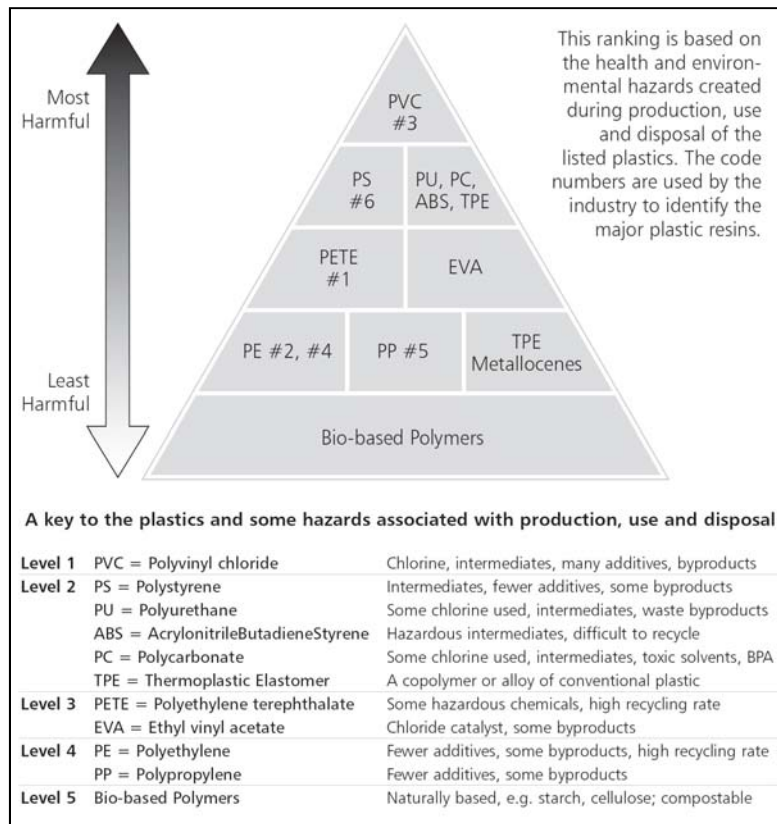 This ranking is based on
the health and environ-
mental hazards created
during production, use
and disposal of the
listed plastics. The code
numbers are used by the
industry to identify the
major plastic resins.
Most
Harmful
Least
Harmful
PVC
#3
PS
#6
PU, PC,
ABS, TPE
PETE
#1
EVA
PE #2, #4
PP #5
TPE
Metallocenes
Bio-based Polymers
A key to the plastics and some hazards associated with production, use and disposal
Level 1 PVC = Polyvinyl chloride Chlorine, intermediates, many additives, byproducts
Level 2 PS = Polystyrene Intermediates, fewer additives, some byproducts
PU = Polyurethane Some chlorine used, intermediates, waste byproducts
ABS = AcrylonitrileButadieneStyrene Hazardous intermediates, difficult to recycle
PC = Polycarbonate Some chlorine used, intermediates, toxic solvents, BPA
TPE = Thermoplastic Elastomer A copolymer or alloy of conventional plastic
Level 3 PETE = Polyethylene terephthalate Some hazardous chemicals, high recycling rate
EVA = Ethyl vinyl acetate Chloride catalyst, some byproducts
Level 4 PE = Polyethylene Fewer additives, some byproducts, high recycling rate
PP = Polypropylene Fewer additives, some byproducts
Level 5 Bio-based Polymers Naturally based, e.g. starch, cellulose; compostable